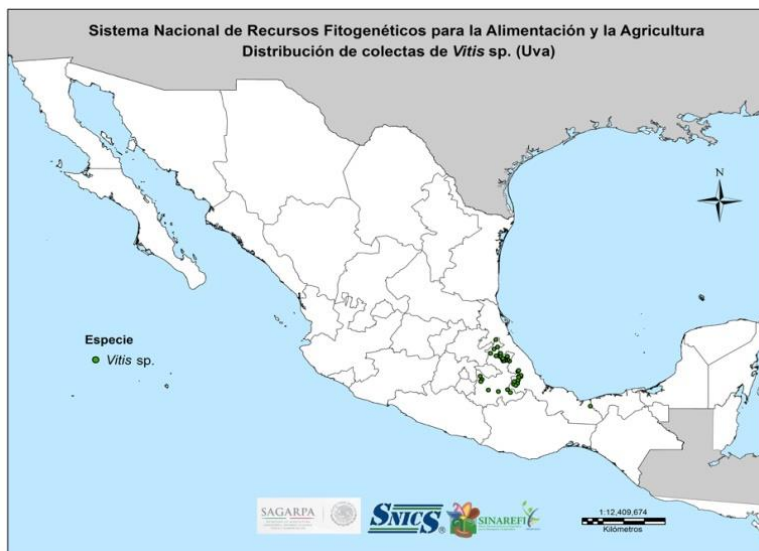 Sistema Nacional de Recursos Fitogenéticos para la Alimentación y la Agricultura
Distribución de colectas de Vitis sp. (Uva)
N
Especie
Vitis sp.
SAGARPA
SNICS
SINAREFI
1:12,409,674
Kilómetros